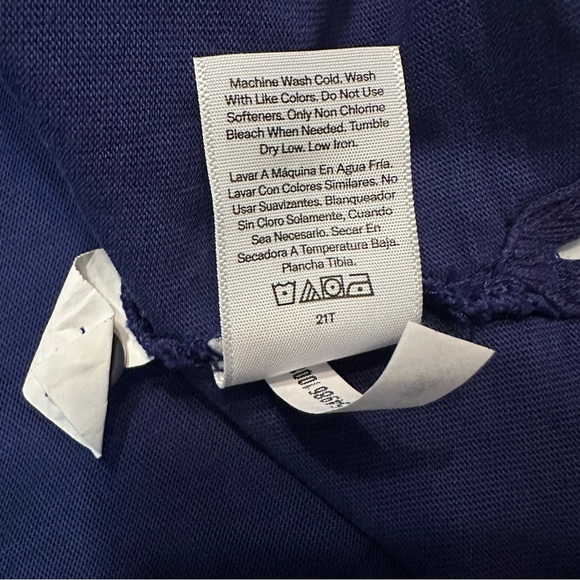 Machine Wash Cold. Wash
With Like Colors. Do Not Use
Softeners. Only Non Chlorine
Bleach When Needed. Tumble
Dry Low. Low Iron.
Lavar A Máquina En Agua Fría.
Lavar Con Colores Similares. No
Usar Suavizantes. Blanqueador
Sin Cloro Solamente, Cuando
Sea Necesario. Secar En
Secadora A Temperatura Baja.
Plancha Tibia.
21T